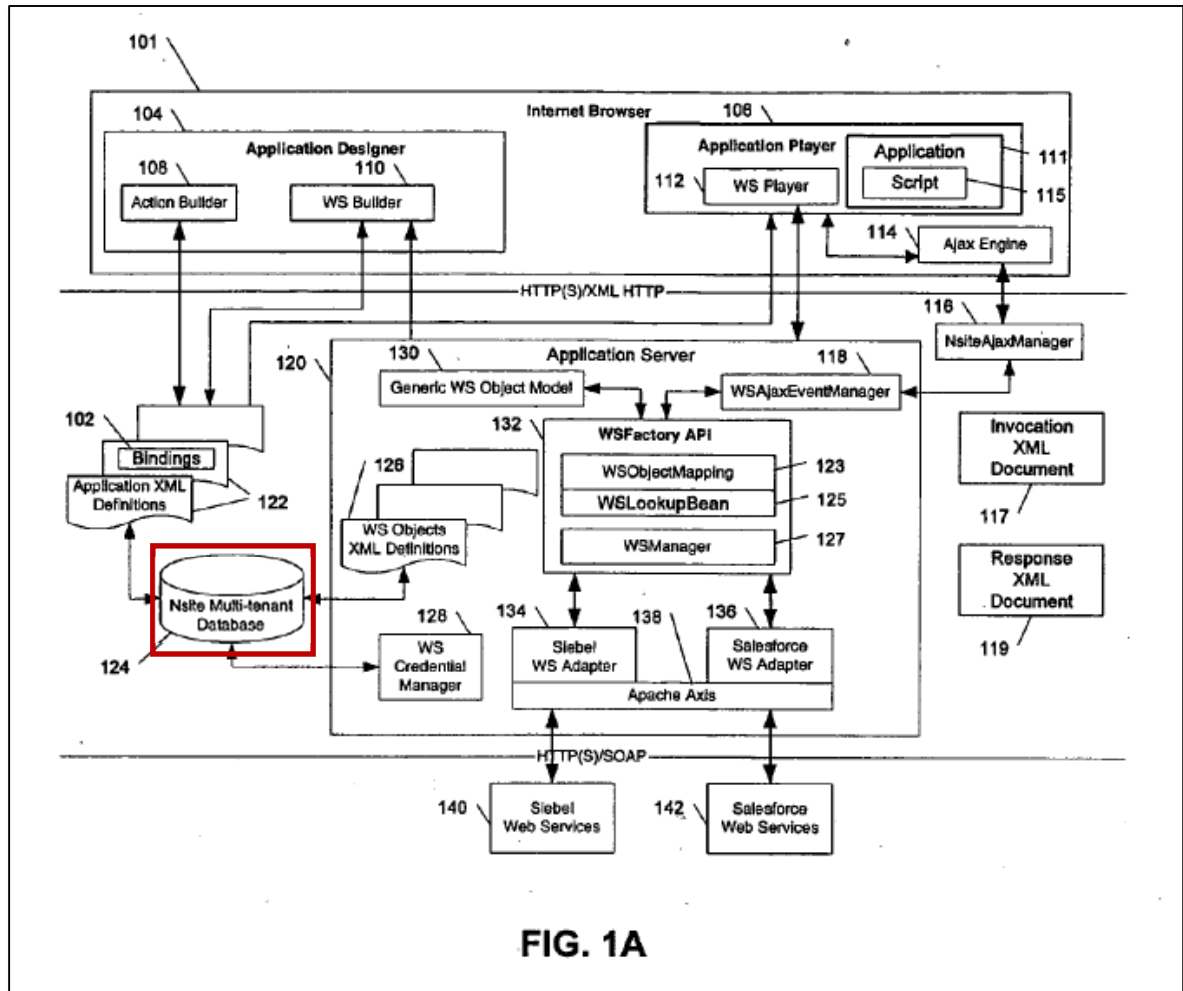 101
104
Internet Browser
106
Application Designer
108
110
Action Builder
WS Builder
Application Player
Application
111
112
WS Player
Script
115
114
Ajax Engine
HTTP(S)/XML HTTP
116
NsiteAjaxManager
120
Application Server
130
118
Generic WS Object Model
WSAjaxEventManager
102
Bindings
Application XML
Definitions
122
126
WS Objects
XML Definitions
132
WSFactory API
WSObjectMapping
123
WSLookupBean
125
WSManager
127
Invocation
XML
Document
117
Response
XML
Document
119
Nsite Multi-tenant
Database
124
128
WS
Credential
Manager
134
138
136
Siebel
WS Adapter
Salesforce
WS Adapter
Apache Axis
HTTP(S)/SOAP
140
Siebel
Web Services
142
Salesforce
Web Services
FIG. 1A